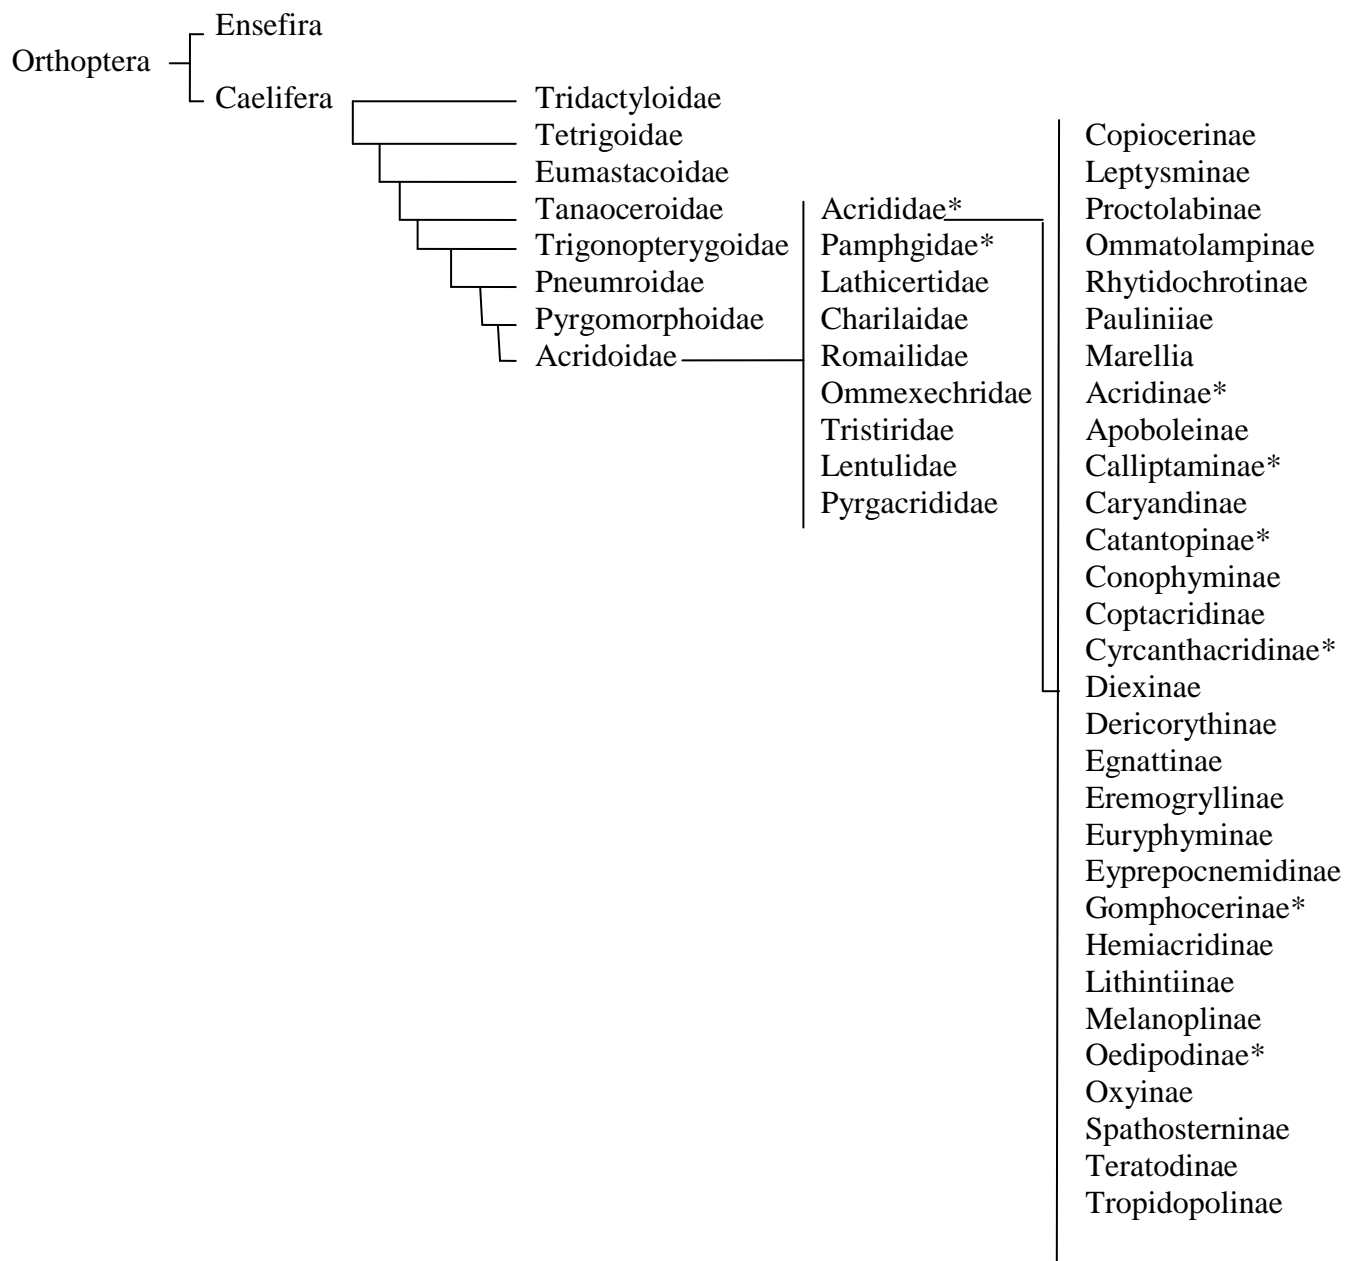 Ensefira
Orthoptera
Caelifera
Tridactyloidae
Tetrigoidae
Eumastacoidae
Tanaoceroidae
Trigonopterygoidae
Pneumroidae
Pyrgomorphoidae
Acridoidae
Acrididae*
Pamphgidae*
Lathicertidae
Charilaidae
Romailidae
Ommexechridae
Tristiridae
Lentulidae
Pyrgacrididae
Copiocerinae
Leptysminae
Proctolabinae
Ommatolampinae
Rhytidochrotinae
Pauliniiae
Marellia
Acridinae*
Apoboleinae
Calliptaminae*
Caryandinae
Catantopinae*
Conophyminae
Coptacridinae
Cyrcanthacridinae*
Diexinae
Dericorythinae
Egnattinae
Eremogryllinae
Euryphyminae
Eyprepocnemidinae
Gomphocerinae*
Hemiacridinae
Lithintiinae
Melanoplinae
Oedipodinae*
Oxyinae
Spathosterninae
Teratodinae
Tropidopolinae